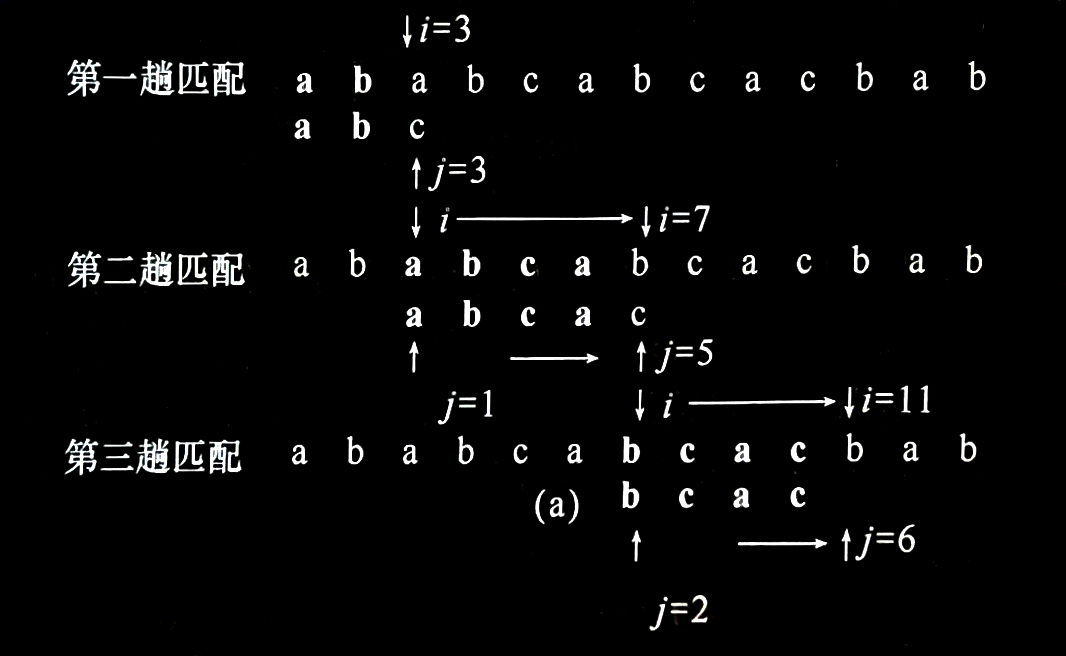 ↓i=3
第一趟匹配 a b a b c a b c a c b a b
a b c
↑j=3
↓ i ⟶ ↓i=7
第二趟匹配 a b a b c a b c a c b a b
a b c a c
↑ ⟶ ↑j=5
j=1 ↓ i ⟶ ↓i=11
第三趟匹配 a b a b c a b c a c b a b
(a) b c a c
↑ ⟶ ↑j=6
j=2